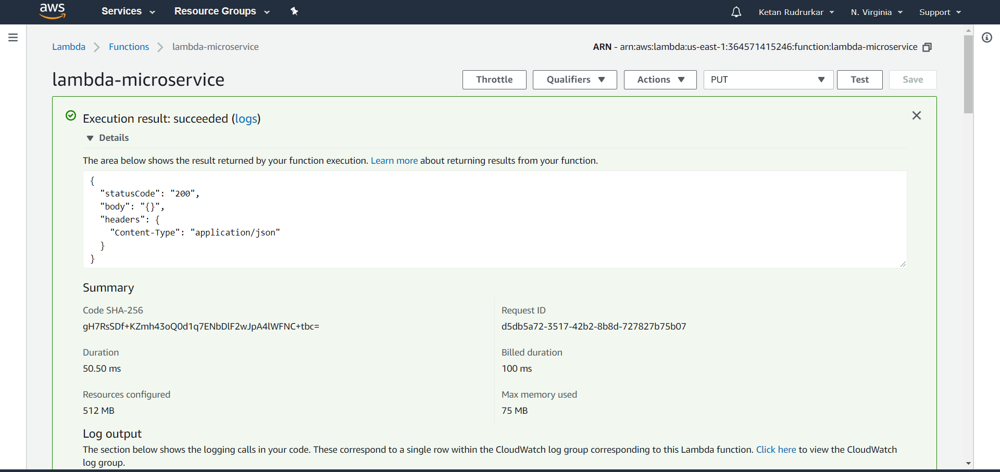 aws Services Resource Groups Ketan Rudrurkar N. Virginia Support
Lambda Functions lambda-microservice ARN - arn:aws:lambda:us-east-1:364571415246:function:lambda-microservice
lambda-microservice Throttle Qualifiers Actions PUT Test Save
Execution result: succeeded (logs)
Details
The area below shows the result returned by your function execution. Learn more about returning results from your function.
{
"statusCode": "200",
"body": "{}",
"headers": {
"Content-Type": "application/json"
}
}
Summary
Code SHA-256 Request ID
gH7RsSDf+KZmh43oQ0d1q7ENbDlF2wJpA4lWFNC+tbc= d5db5a72-3517-42b2-8b8d-727827b75b07
Duration Billed duration
50.50 ms 100 ms
Resources configured Max memory used
512 MB 75 MB
Log output
The section below shows the logging calls in your code. These correspond to a single row within the CloudWatch log group corresponding to this Lambda function. Click here to view the CloudWatch
log group.